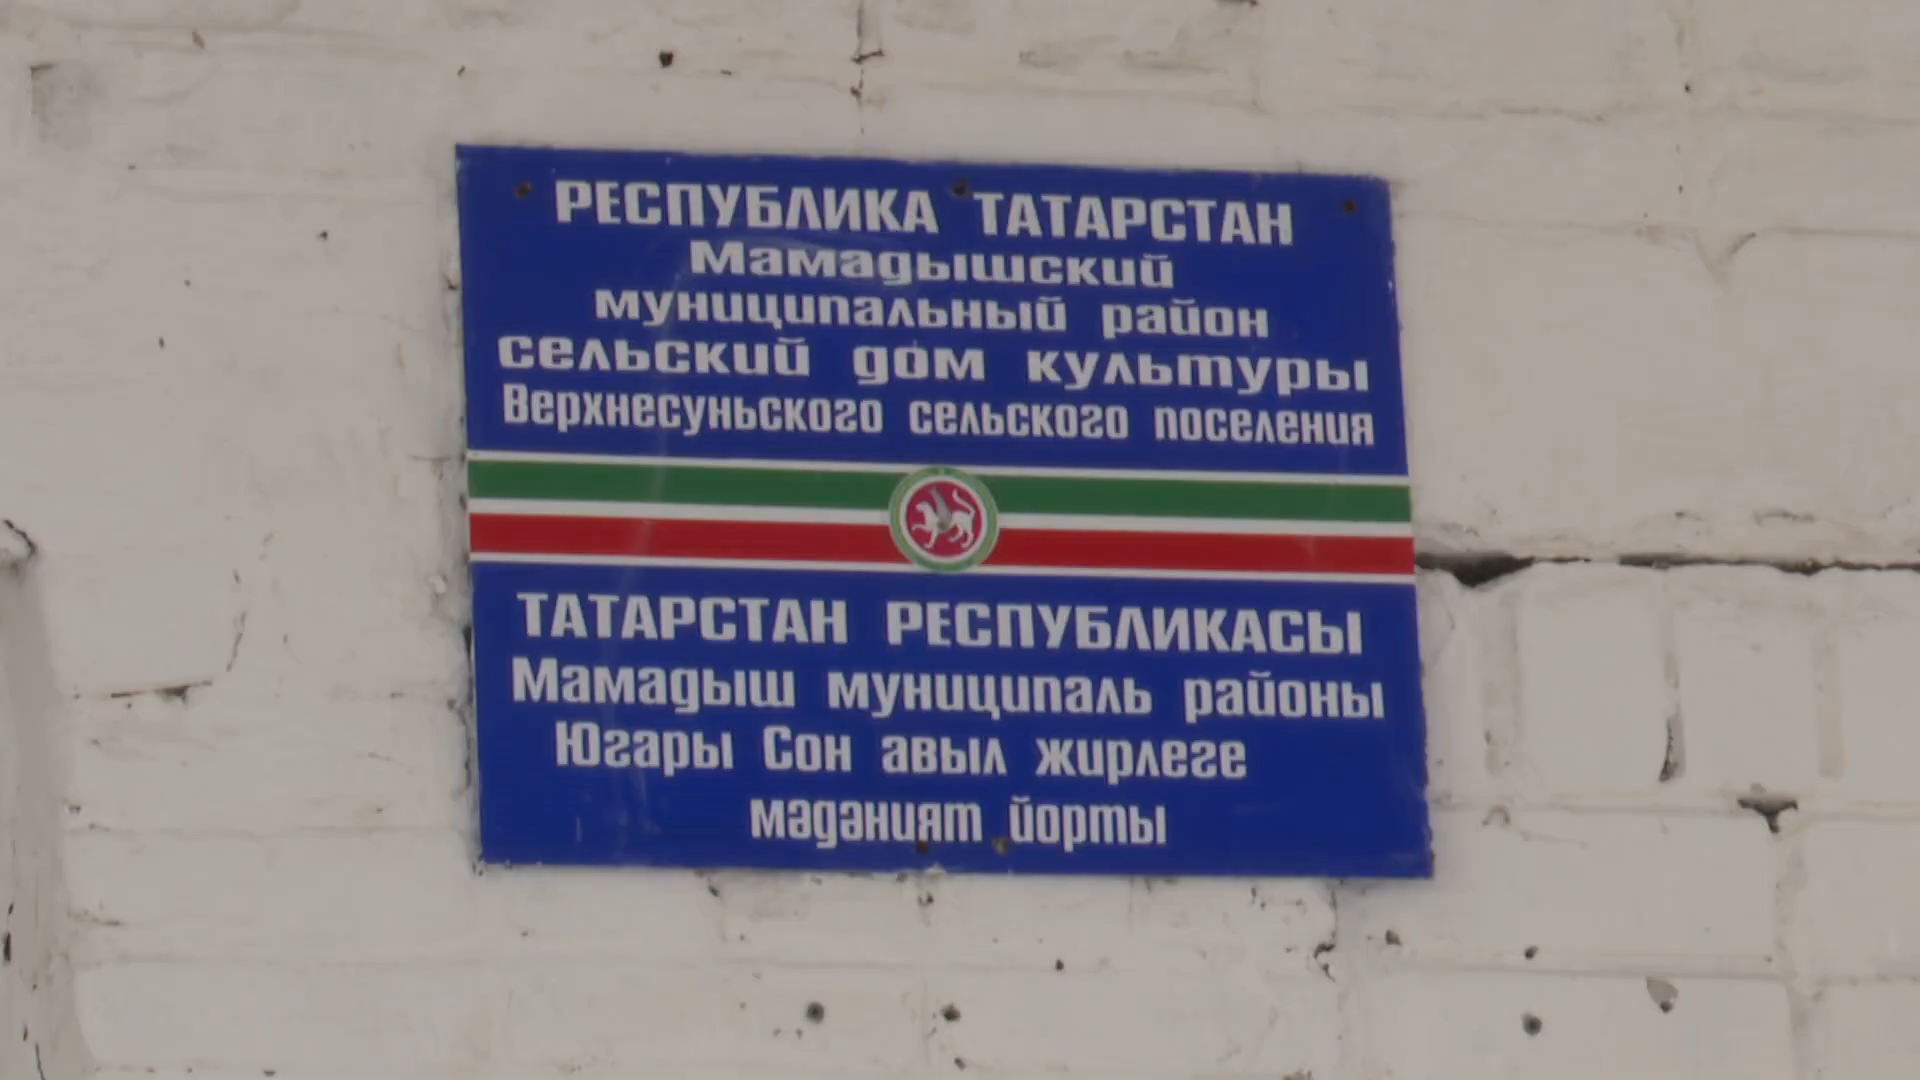 РЕСПУБЛИКА ТАТАРСТАН
Мамадышский
муниципальный район
сельский дом культуры
Верхнесуньского сельского поселения
ТАТАРСТАН РЕСПУБЛИКАСЫ
Мамадыш муниципаль районы
Югары Сон авыл жирлеге
мәдәният йорты